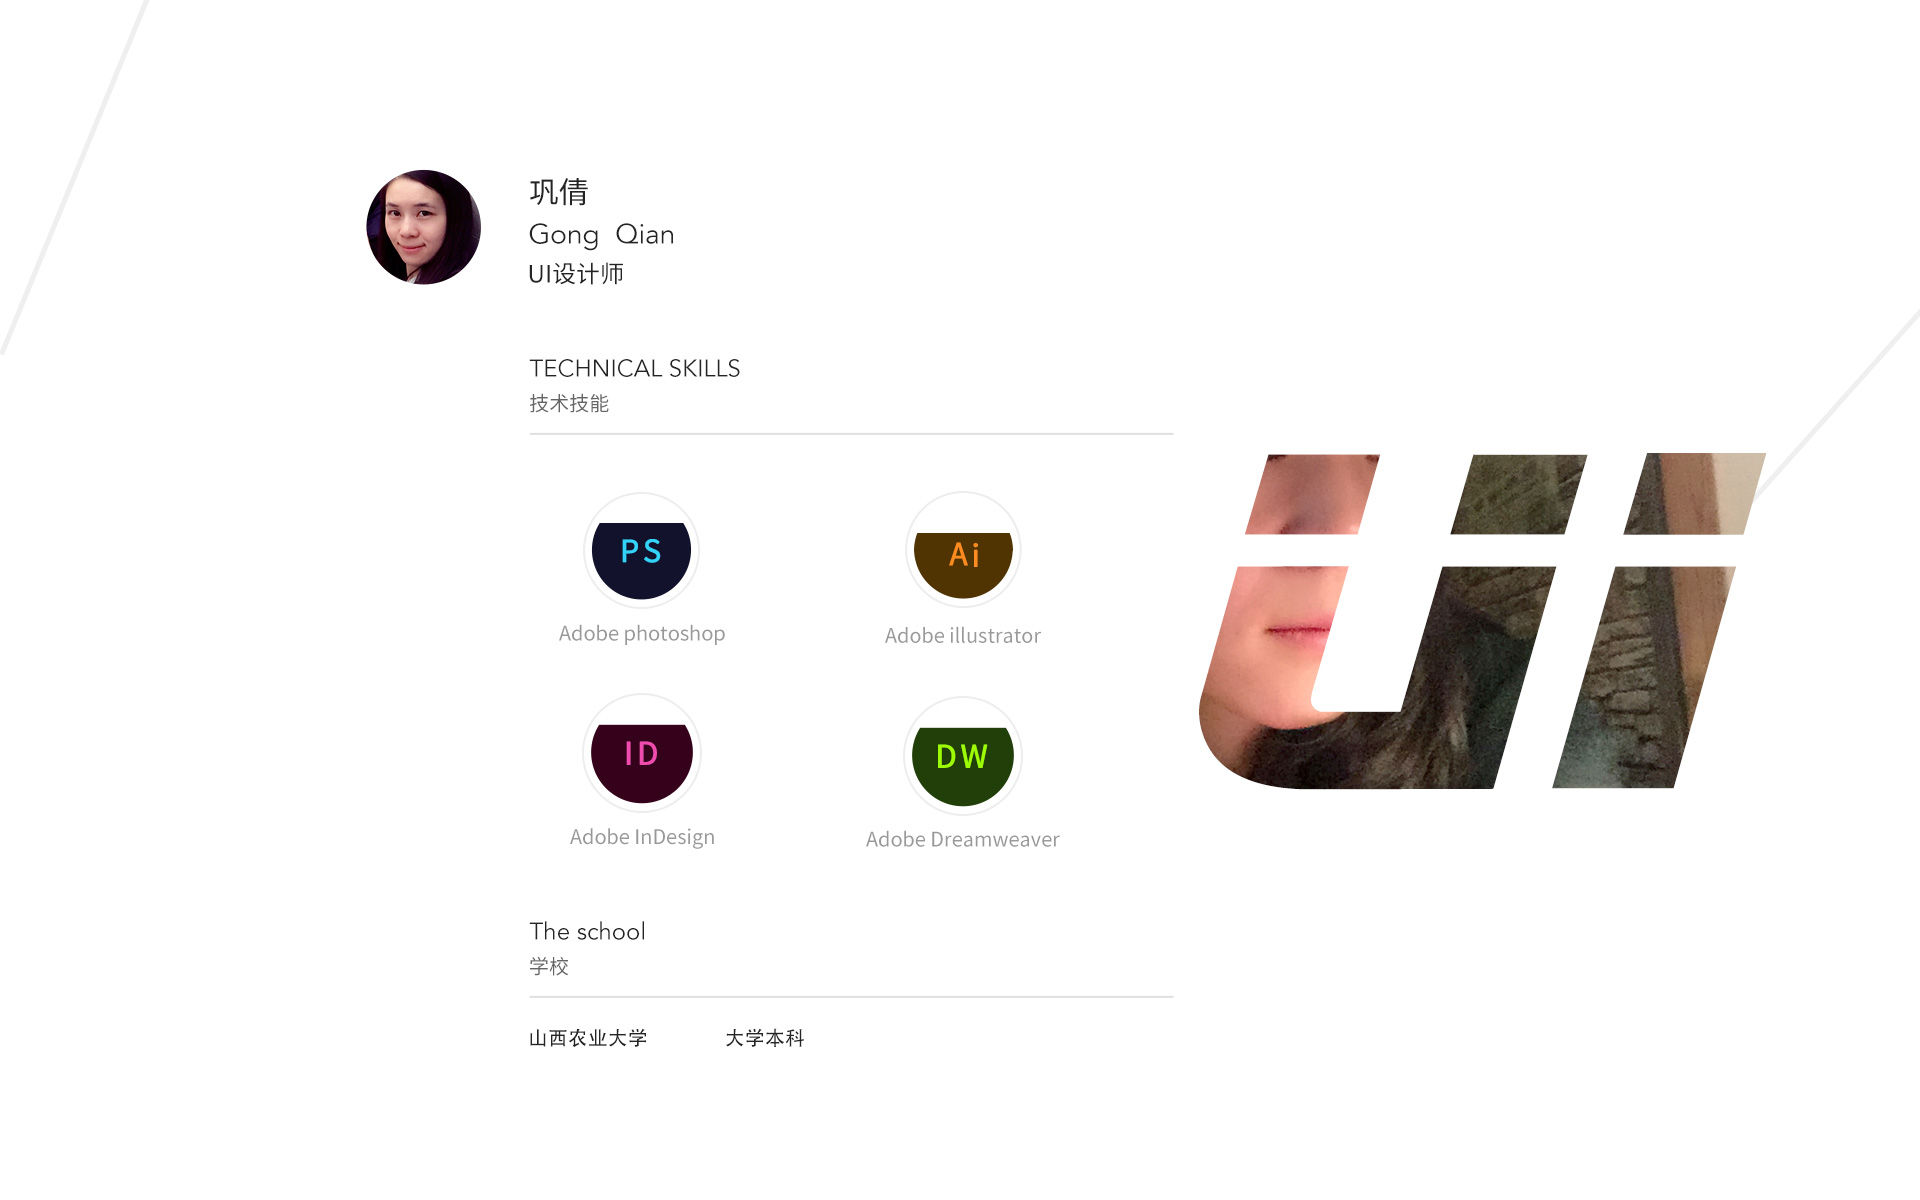 巩倩
Gong Qian
UI设计师
TECHNICAL SKILLS
技术技能
PS
Ai
Adobe photoshop
Adobe illustrator
ID
DW
Adobe InDesign
Adobe Dreamweaver
ui
The school
学校
山西农业大学 大学本科